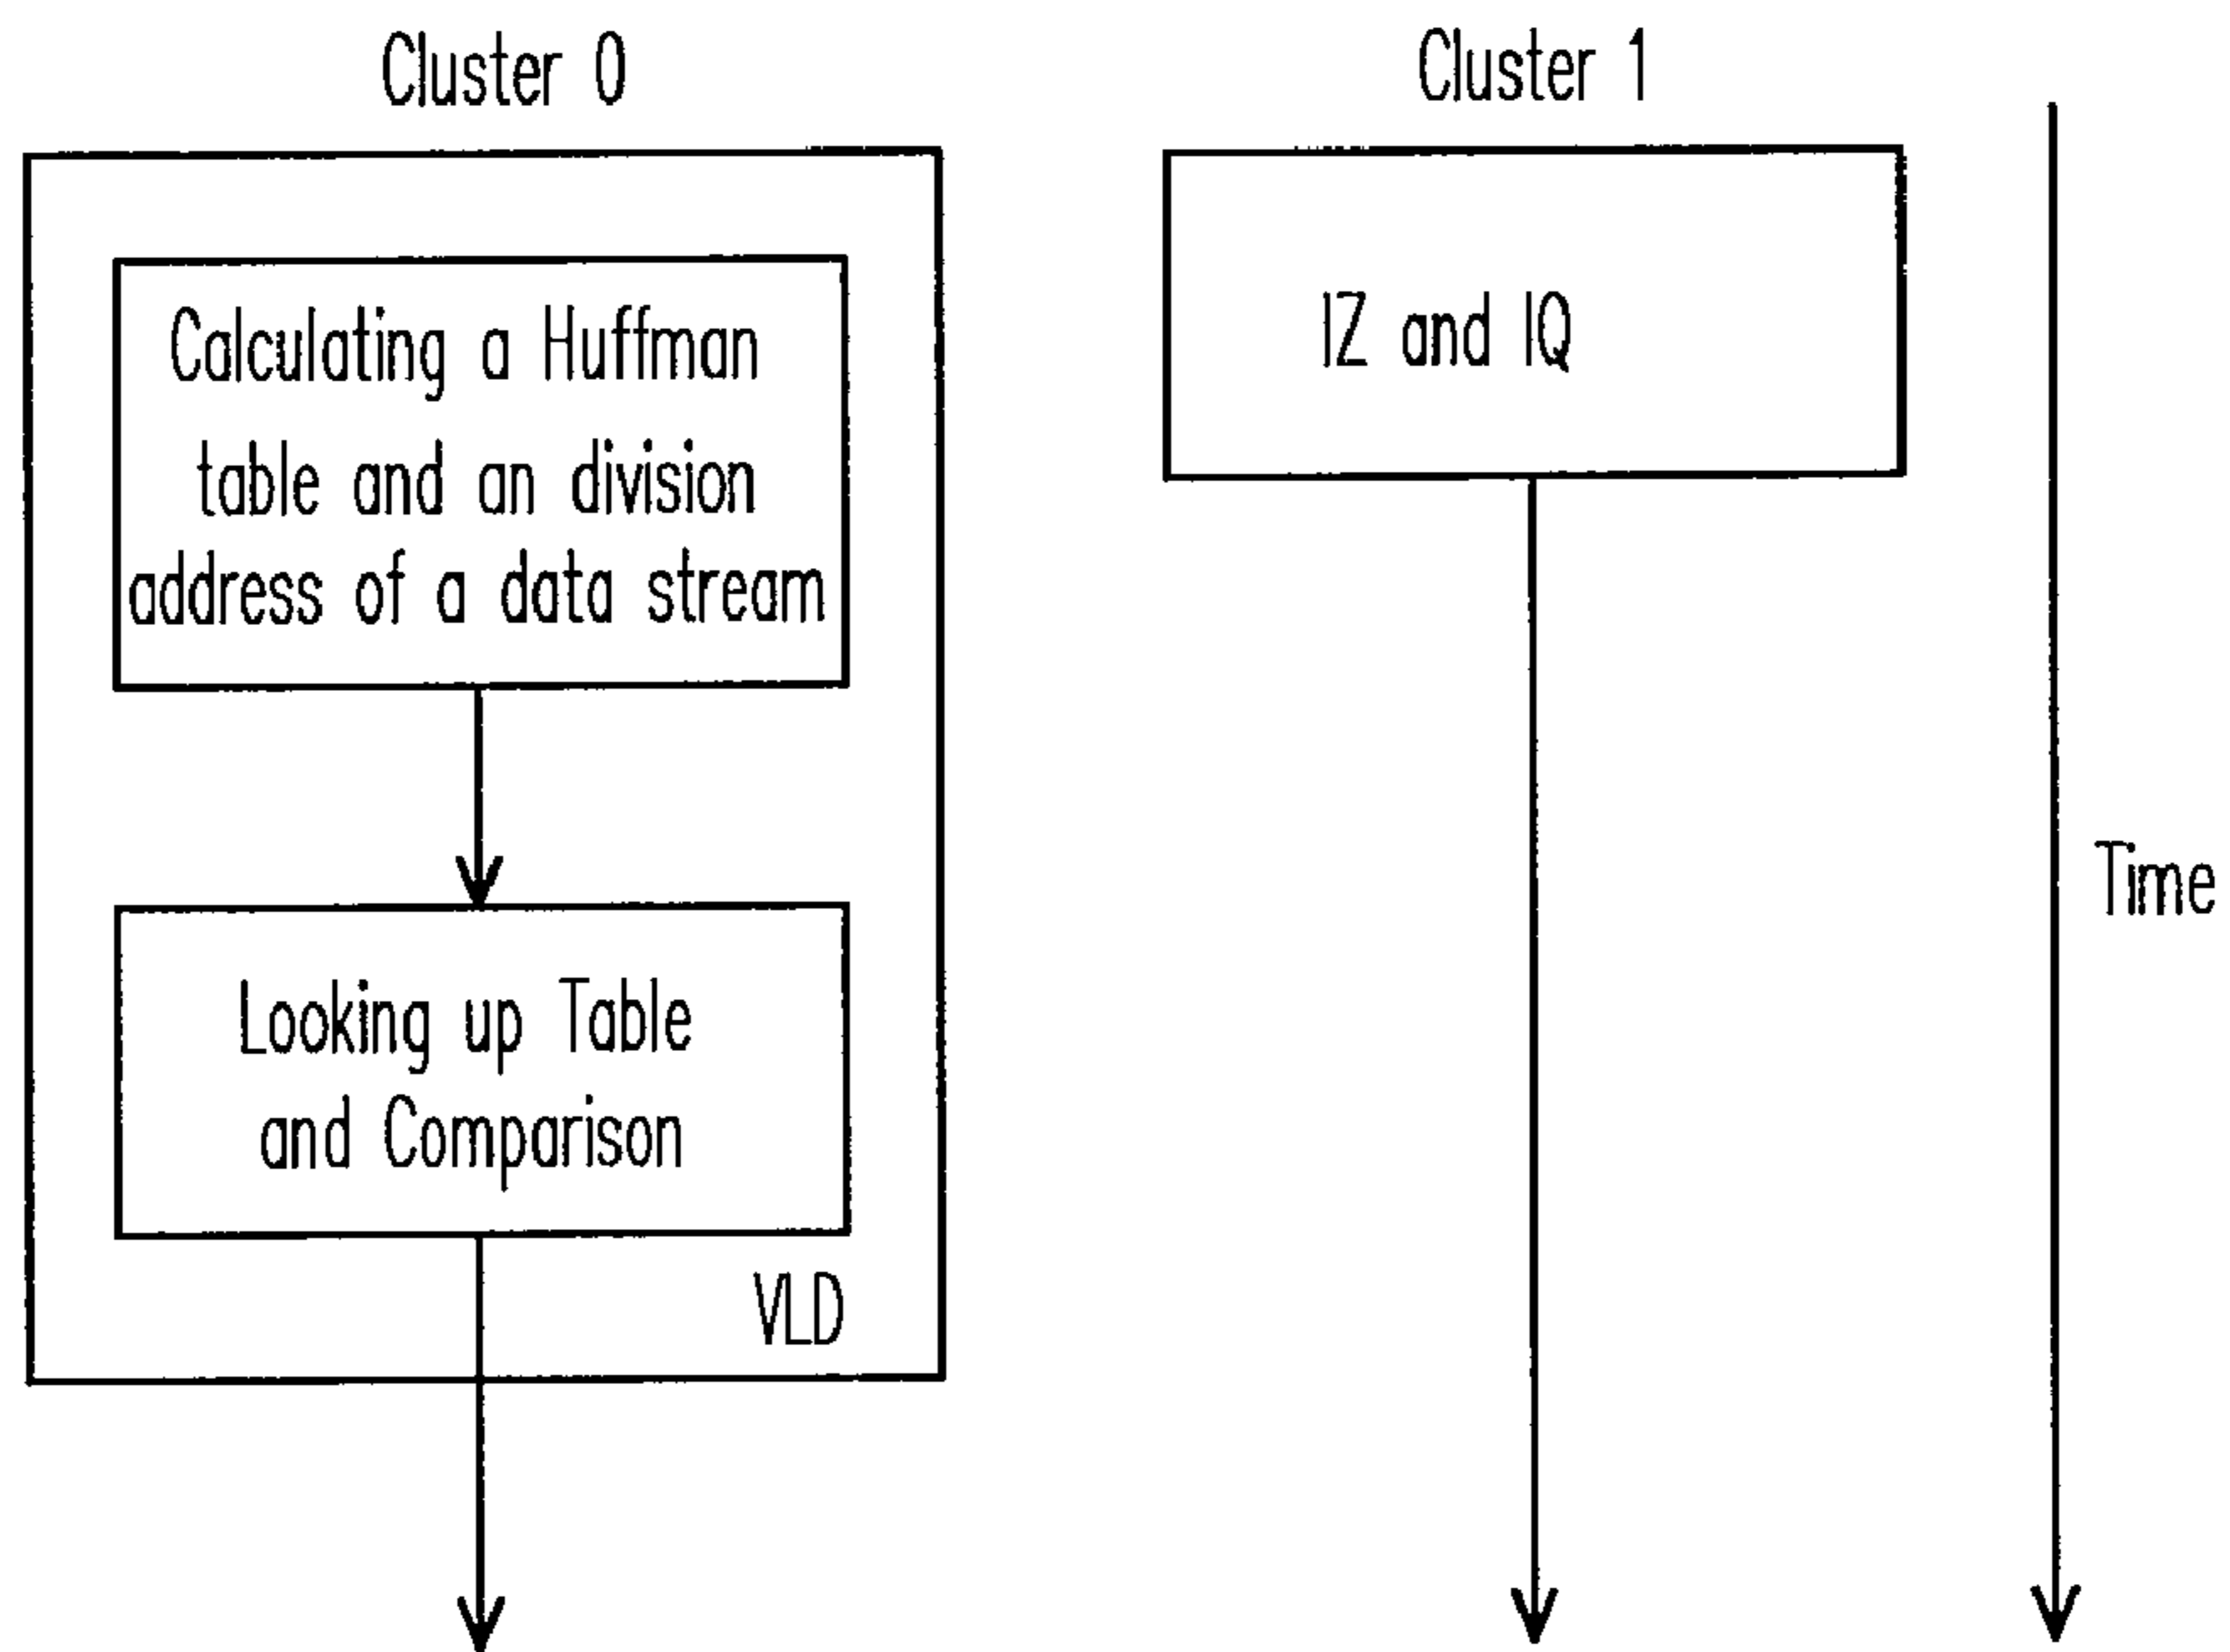 Cluster 0
Calculating a Huffman
table and an division
address of a data stream
Looking up Table
and Comparison
VLD
Cluster 1
IZ and IQ
Time